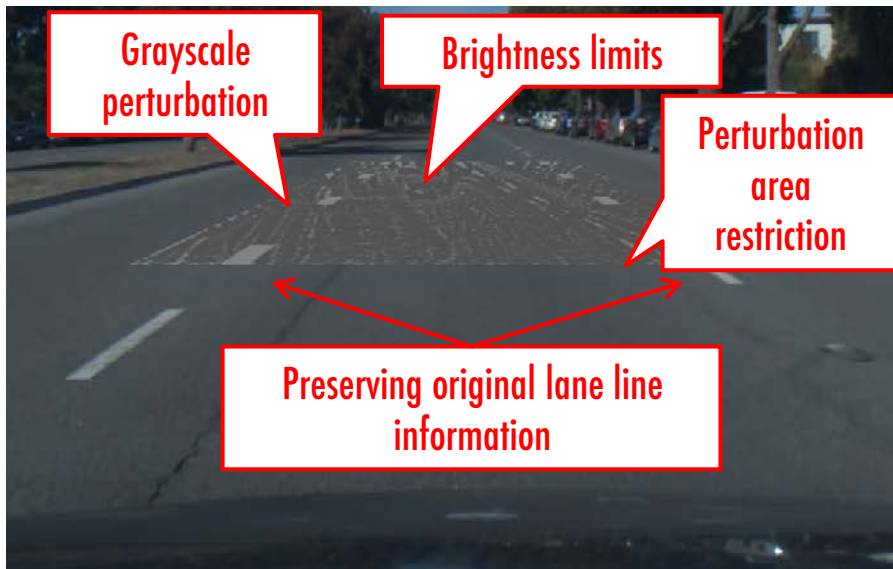 Grayscale
perturbation
Brightness limits
Perturbation
area
restriction
Preserving original lane line
information